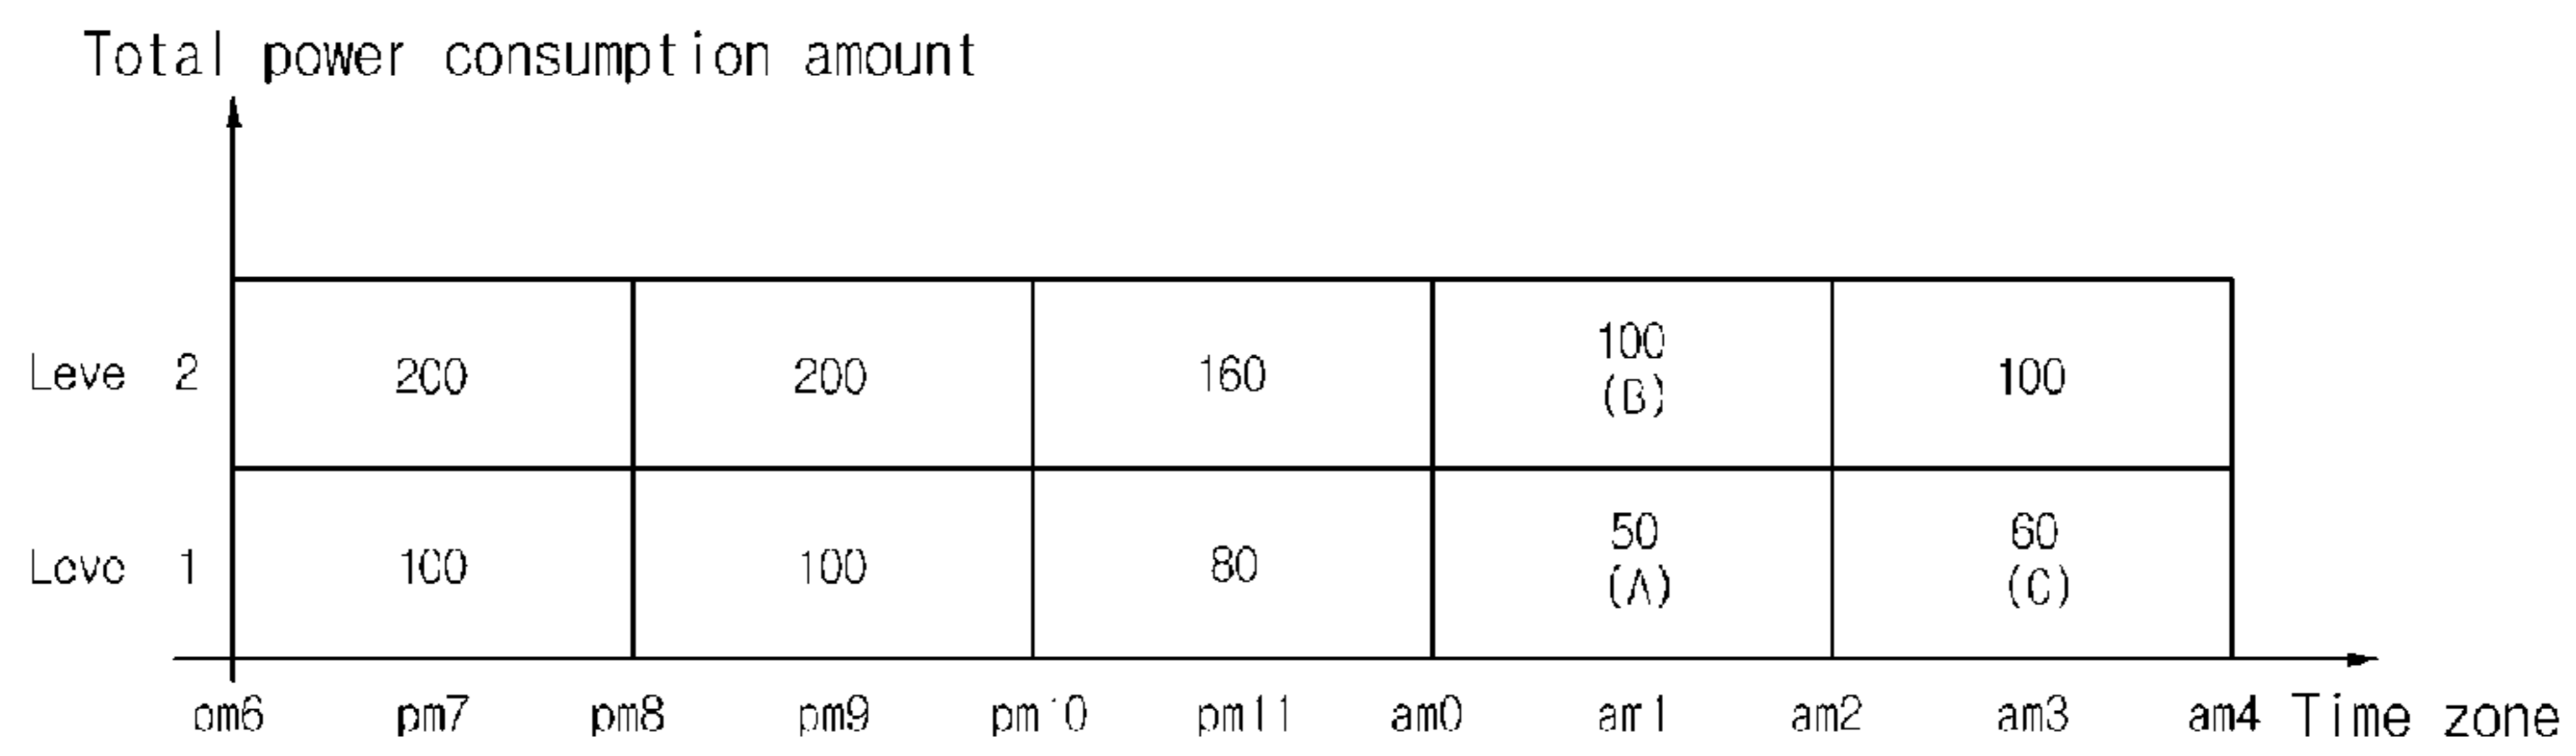 Total power consumption amount
Leve 2 200 200 160 100 (B) 100
Leve 1 100 100 80 50 (A) 60 (C)
pm6 pm7 pm8 pm9 pm10 pm11 am0 am1 am2 am3 am4 Time zone